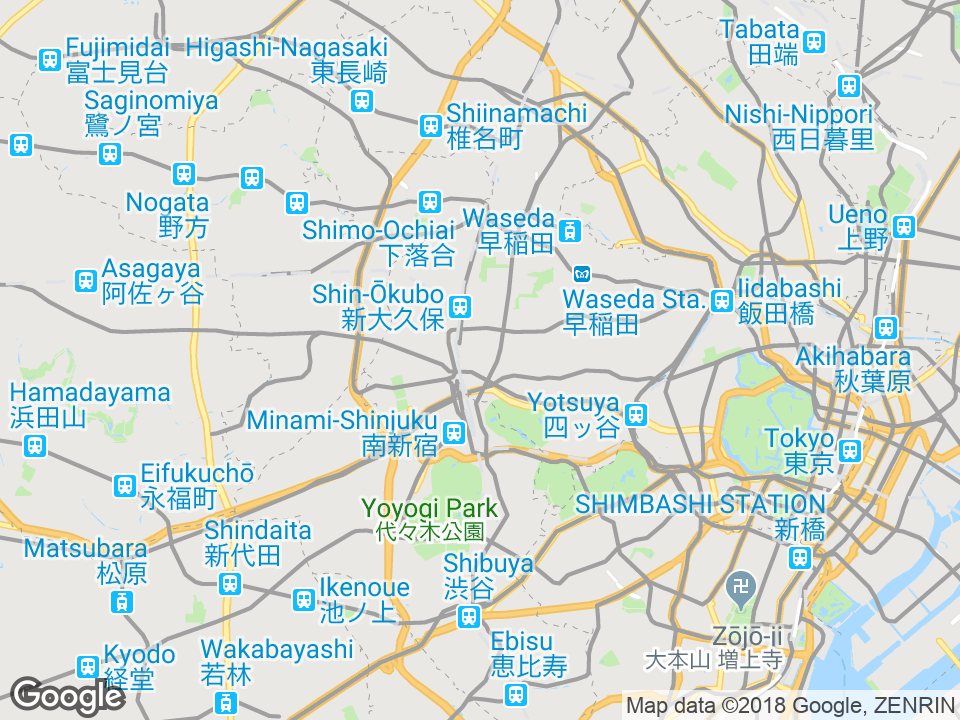 Tabata
田端
Fujimidai
富士見台
Higashi-Nagasaki
東長崎
Saginomiya
鷺ノ宮
Shiinamachi
椎名町
Nishi-Nippori
西日暮里
Nogata
野方
Shimo-Ochiai
下落合
Waseda
早稲田
Ueno
上野
Asagaya
阿佐ヶ谷
Shin-Ōkubo
新大久保
Waseda Sta.
早稲田
Iidabashi
飯田橋
Akihabara
秋葉原
Hamadayama
浜田山
Minami-Shinjuku
南新宿
Yotsuya
四ッ谷
Tokyo
東京
Eifukuchō
永福町
Yoyogi Park
代々木公園
SHIMBASHI STATION
新橋
Shindaita
新代田
Matsubara
松原
Shibuya
渋谷
Ikenoue
池ノ上
Zōjō-ji
大本山 増上寺
Kyodo
経堂
Wakabayashi
若林
Ebisu
恵比寿
Google
Map data ©2018 Google, ZENRIN